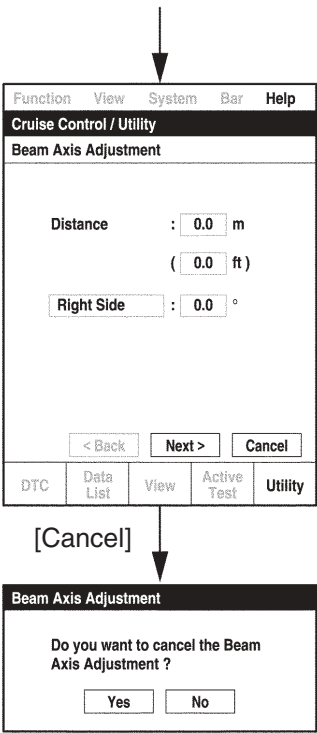 Function View System Bar Help
Cruise Control / Utility
Beam Axis Adjustment
Distance : 0.0 m
( 0.0 ft )
Right Side : 0.0 °
< Back Next > Cancel
DTC Data List View Active Test Utility
[Cancel]
Beam Axis Adjustment
Do you want to cancel the Beam
Axis Adjustment ?
Yes No